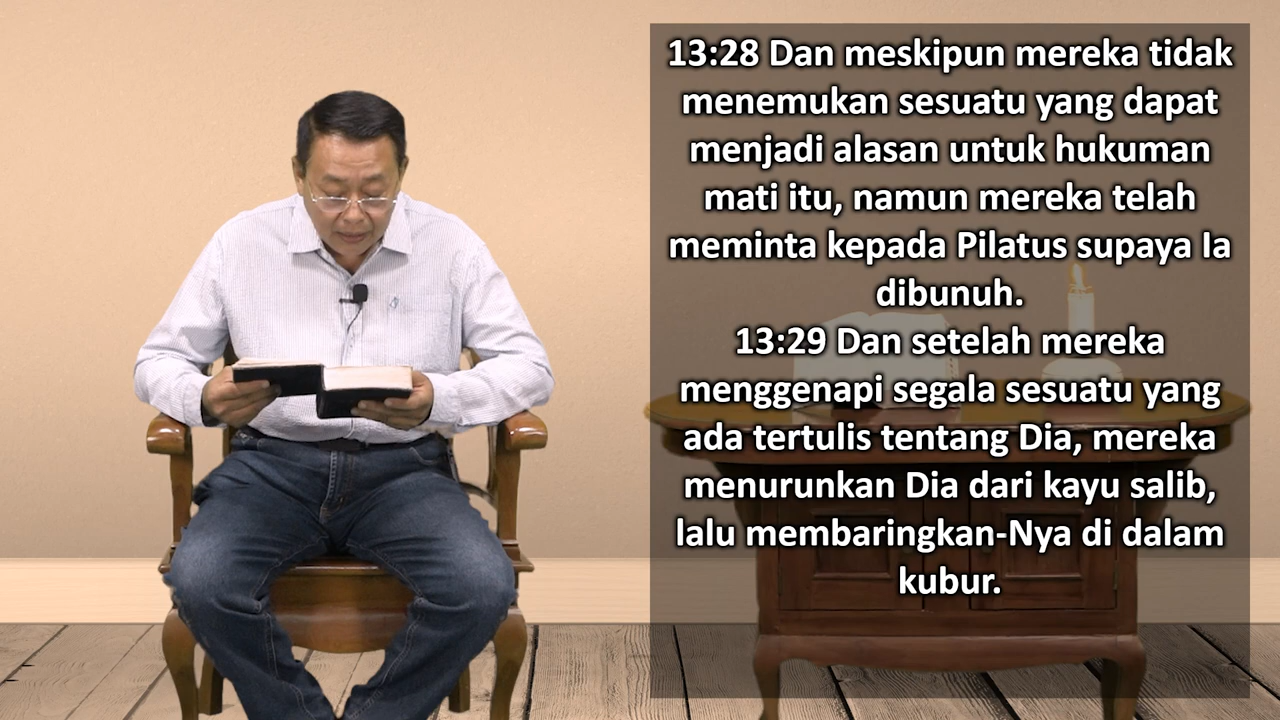 13:28 Dan meskipun mereka tidak
menemukan sesuatu yang dapat
menjadi alasan untuk hukuman
mati itu, namun mereka telah
meminta kepada Pilatus supaya Ia
dibunuh.
13:29 Dan setelah mereka
menggenapi segala sesuatu yang
ada tertulis tentang Dia, mereka
menurunkan Dia dari kayu salib,
lalu membaringkan-Nya di dalam
kubur.